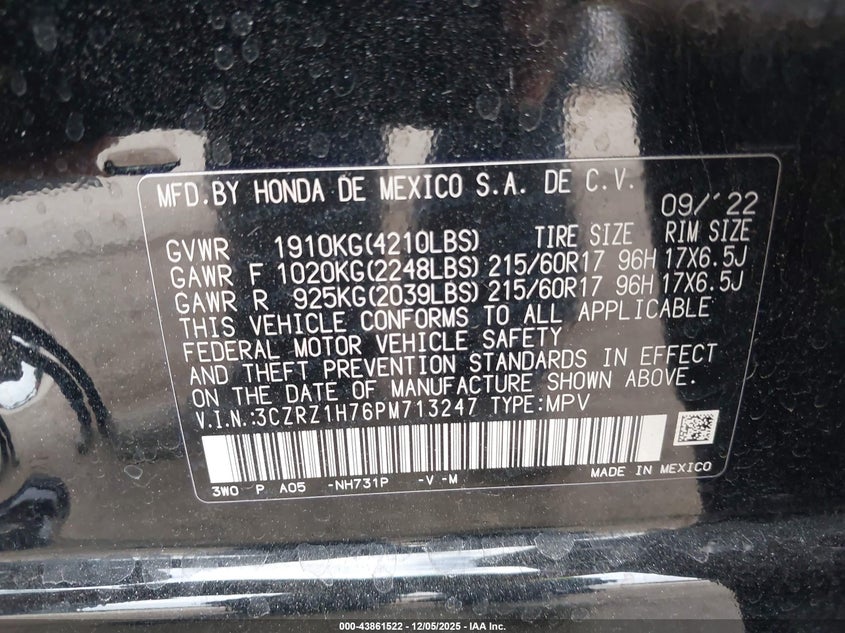 MFD.BY HONDA DE MEXICO S.A. DE C.V. 09/'22
GVWR 1910KG(4210LBS) TIRE SIZE RIM SIZE
GAWR F 1020KG(2248LBS) 215/60R17 96H 17X6.5J
GAWR R 925KG(2039LBS) 215/60R17 96H 17X6.5J
THIS VEHICLE CONFORMS TO ALL APPLICABLE
FEDERAL MOTOR VEHICLE SAFETY
AND THEFT PREVENTION STANDARDS IN EFFECT
ON THE DATE OF MANUFACTURE SHOWN ABOVE.
V.I.N.:3CZRZ1H76PM713247 TYPE:MPV
3W0 P A05 -NH731P -V -M MADE IN MEXICO
000-43861522 - 12/05/2025 - IAA Inc.